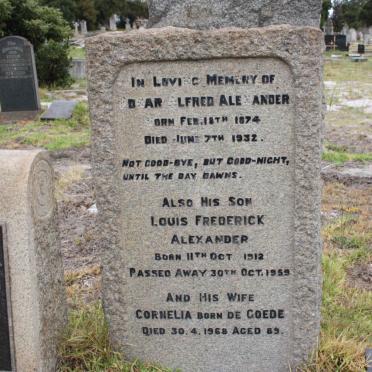 In Loving Memory of
Edgar Alfred Alexander
Born Feb. 18th 1874
Died June 7th 1932.
Not good-bye, but good-night,
until the day dawns.
Also His Son
Louis Frederick
Alexander
Born 11th Oct 1912
Passed Away 30th Oct. 1959
And His Wife
Cornelia born de Goede
Died 30. 4. 1968 Aged 89.